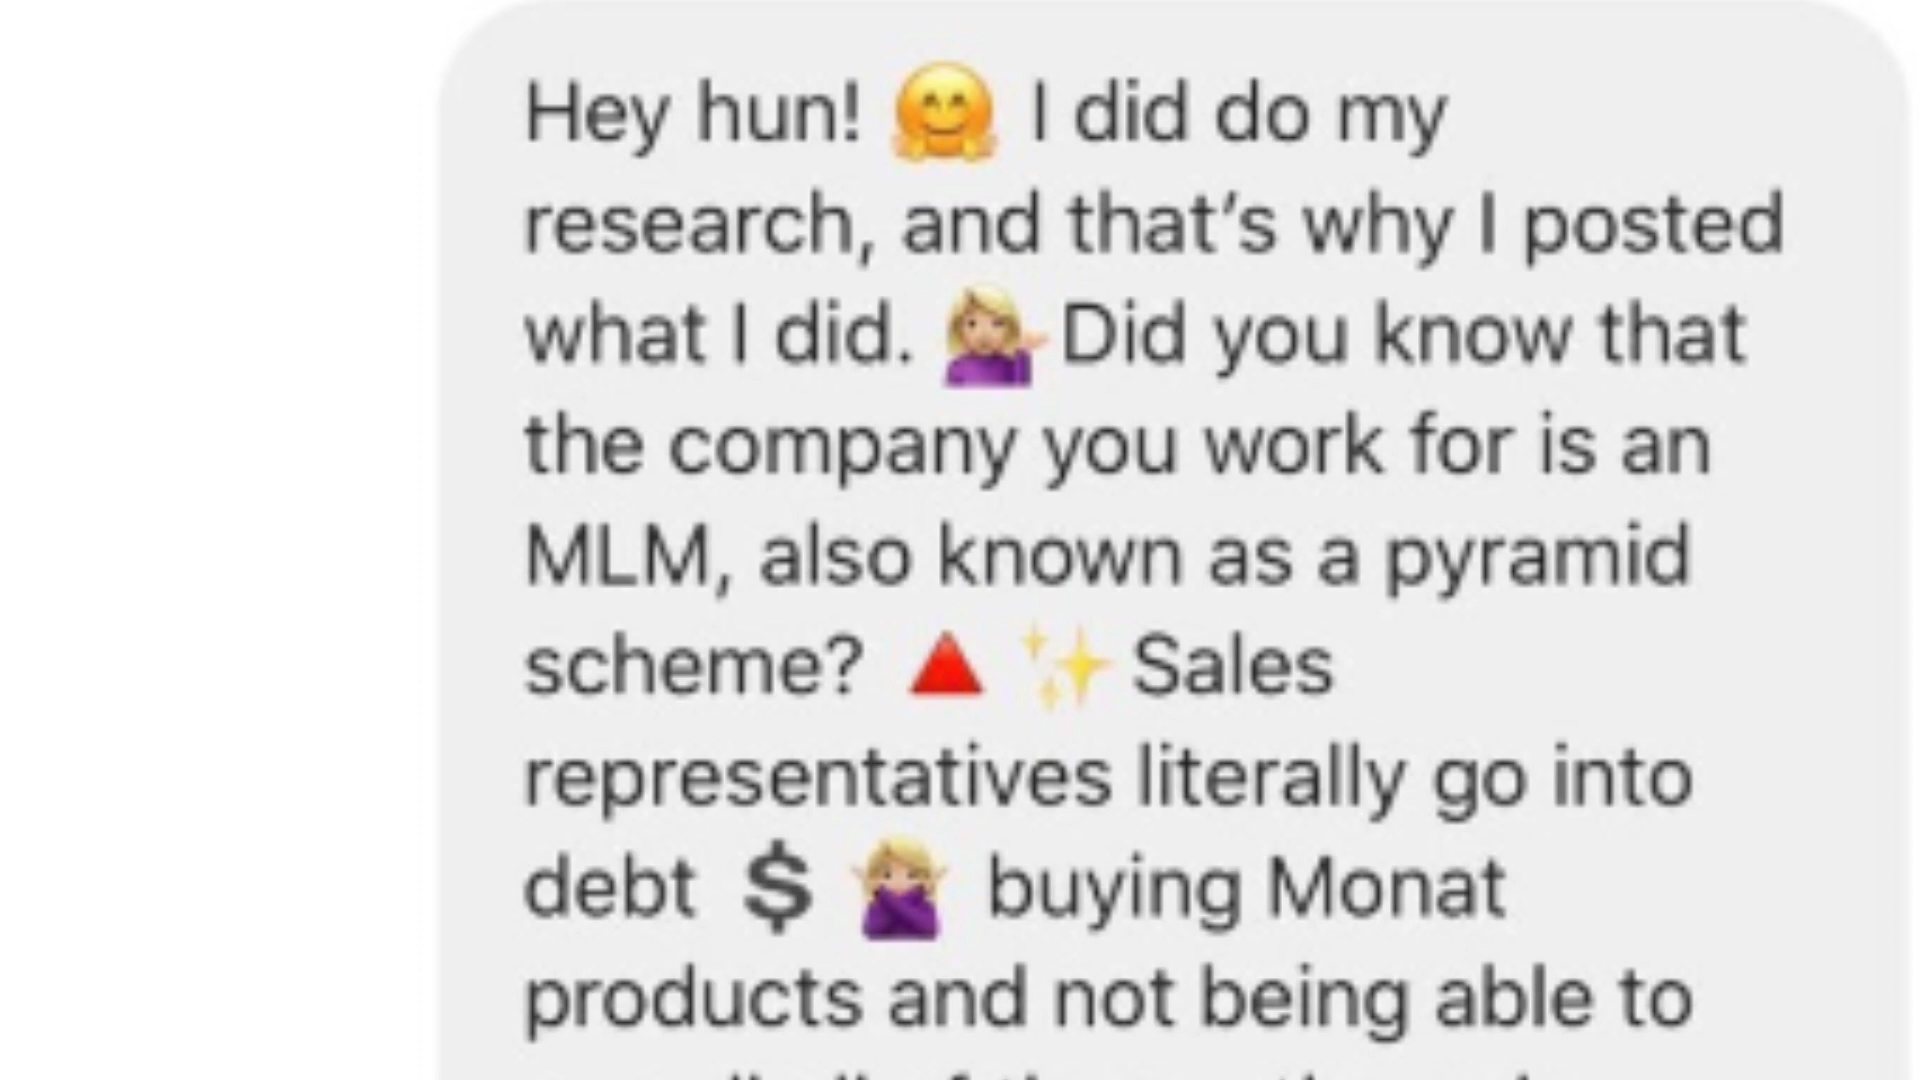 Hey hun! 🤗 I did do my
research, and that’s why I posted
what I did. 💁🏼‍♀️ Did you know that
the company you work for is an
MLM, also known as a pyramid
scheme? 🔺 ✨ Sales
representatives literally go into
debt 💲 🙅🏼‍♀️ buying Monat
products and not being able to